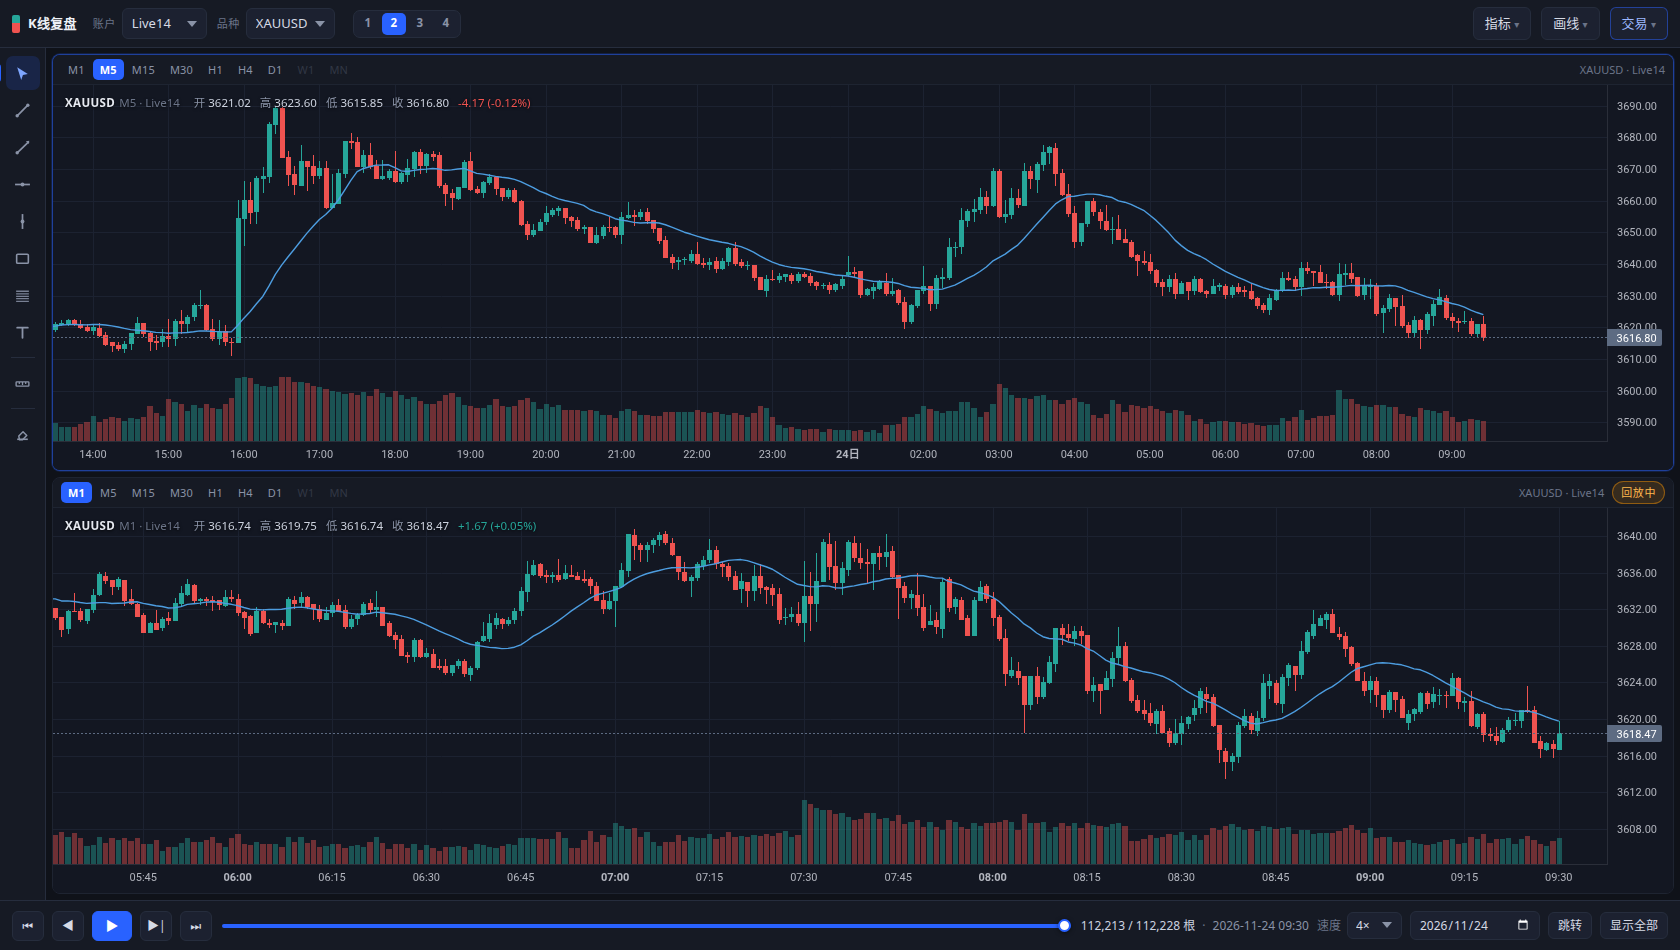 K线复盘 账户 Live14 品种 XAUUSD 1 2 3 4 指标 ▾ 画线 ▾ 交易 ▾
M1 M5 M15 M30 H1 H4 D1 W1 MN XAUUSD · Live14
XAUUSD M5 · Live14 开 3621.02 高 3623.60 低 3615.85 收 3616.80 -4.17 (-0.12%)
3690.00
3680.00
3670.00
3660.00
3650.00
3640.00
3630.00
3620.00
3616.80
3610.00
3600.00
3590.00
14:00 15:00 16:00 17:00 18:00 19:00 20:00 21:00 22:00 23:00 24日 02:00 03:00 04:00 05:00 06:00 07:00 08:00 09:00
M1 M5 M15 M30 H1 H4 D1 W1 MN XAUUSD · Live14 回放中
XAUUSD M1 · Live14 开 3616.74 高 3619.75 低 3616.74 收 3618.47 +1.67 (+0.05%)
3640.00
3636.00
3632.00
3628.00
3624.00
3620.00
3618.47
3616.00
3612.00
3608.00
05:45 06:00 06:15 06:30 06:45 07:00 07:15 07:30 07:45 08:00 08:15 08:30 08:45 09:00 09:15 09:30
112,213 / 112,228 根 · 2026-11-24 09:30 速度 4× 2026/11/24 跳转 显示全部